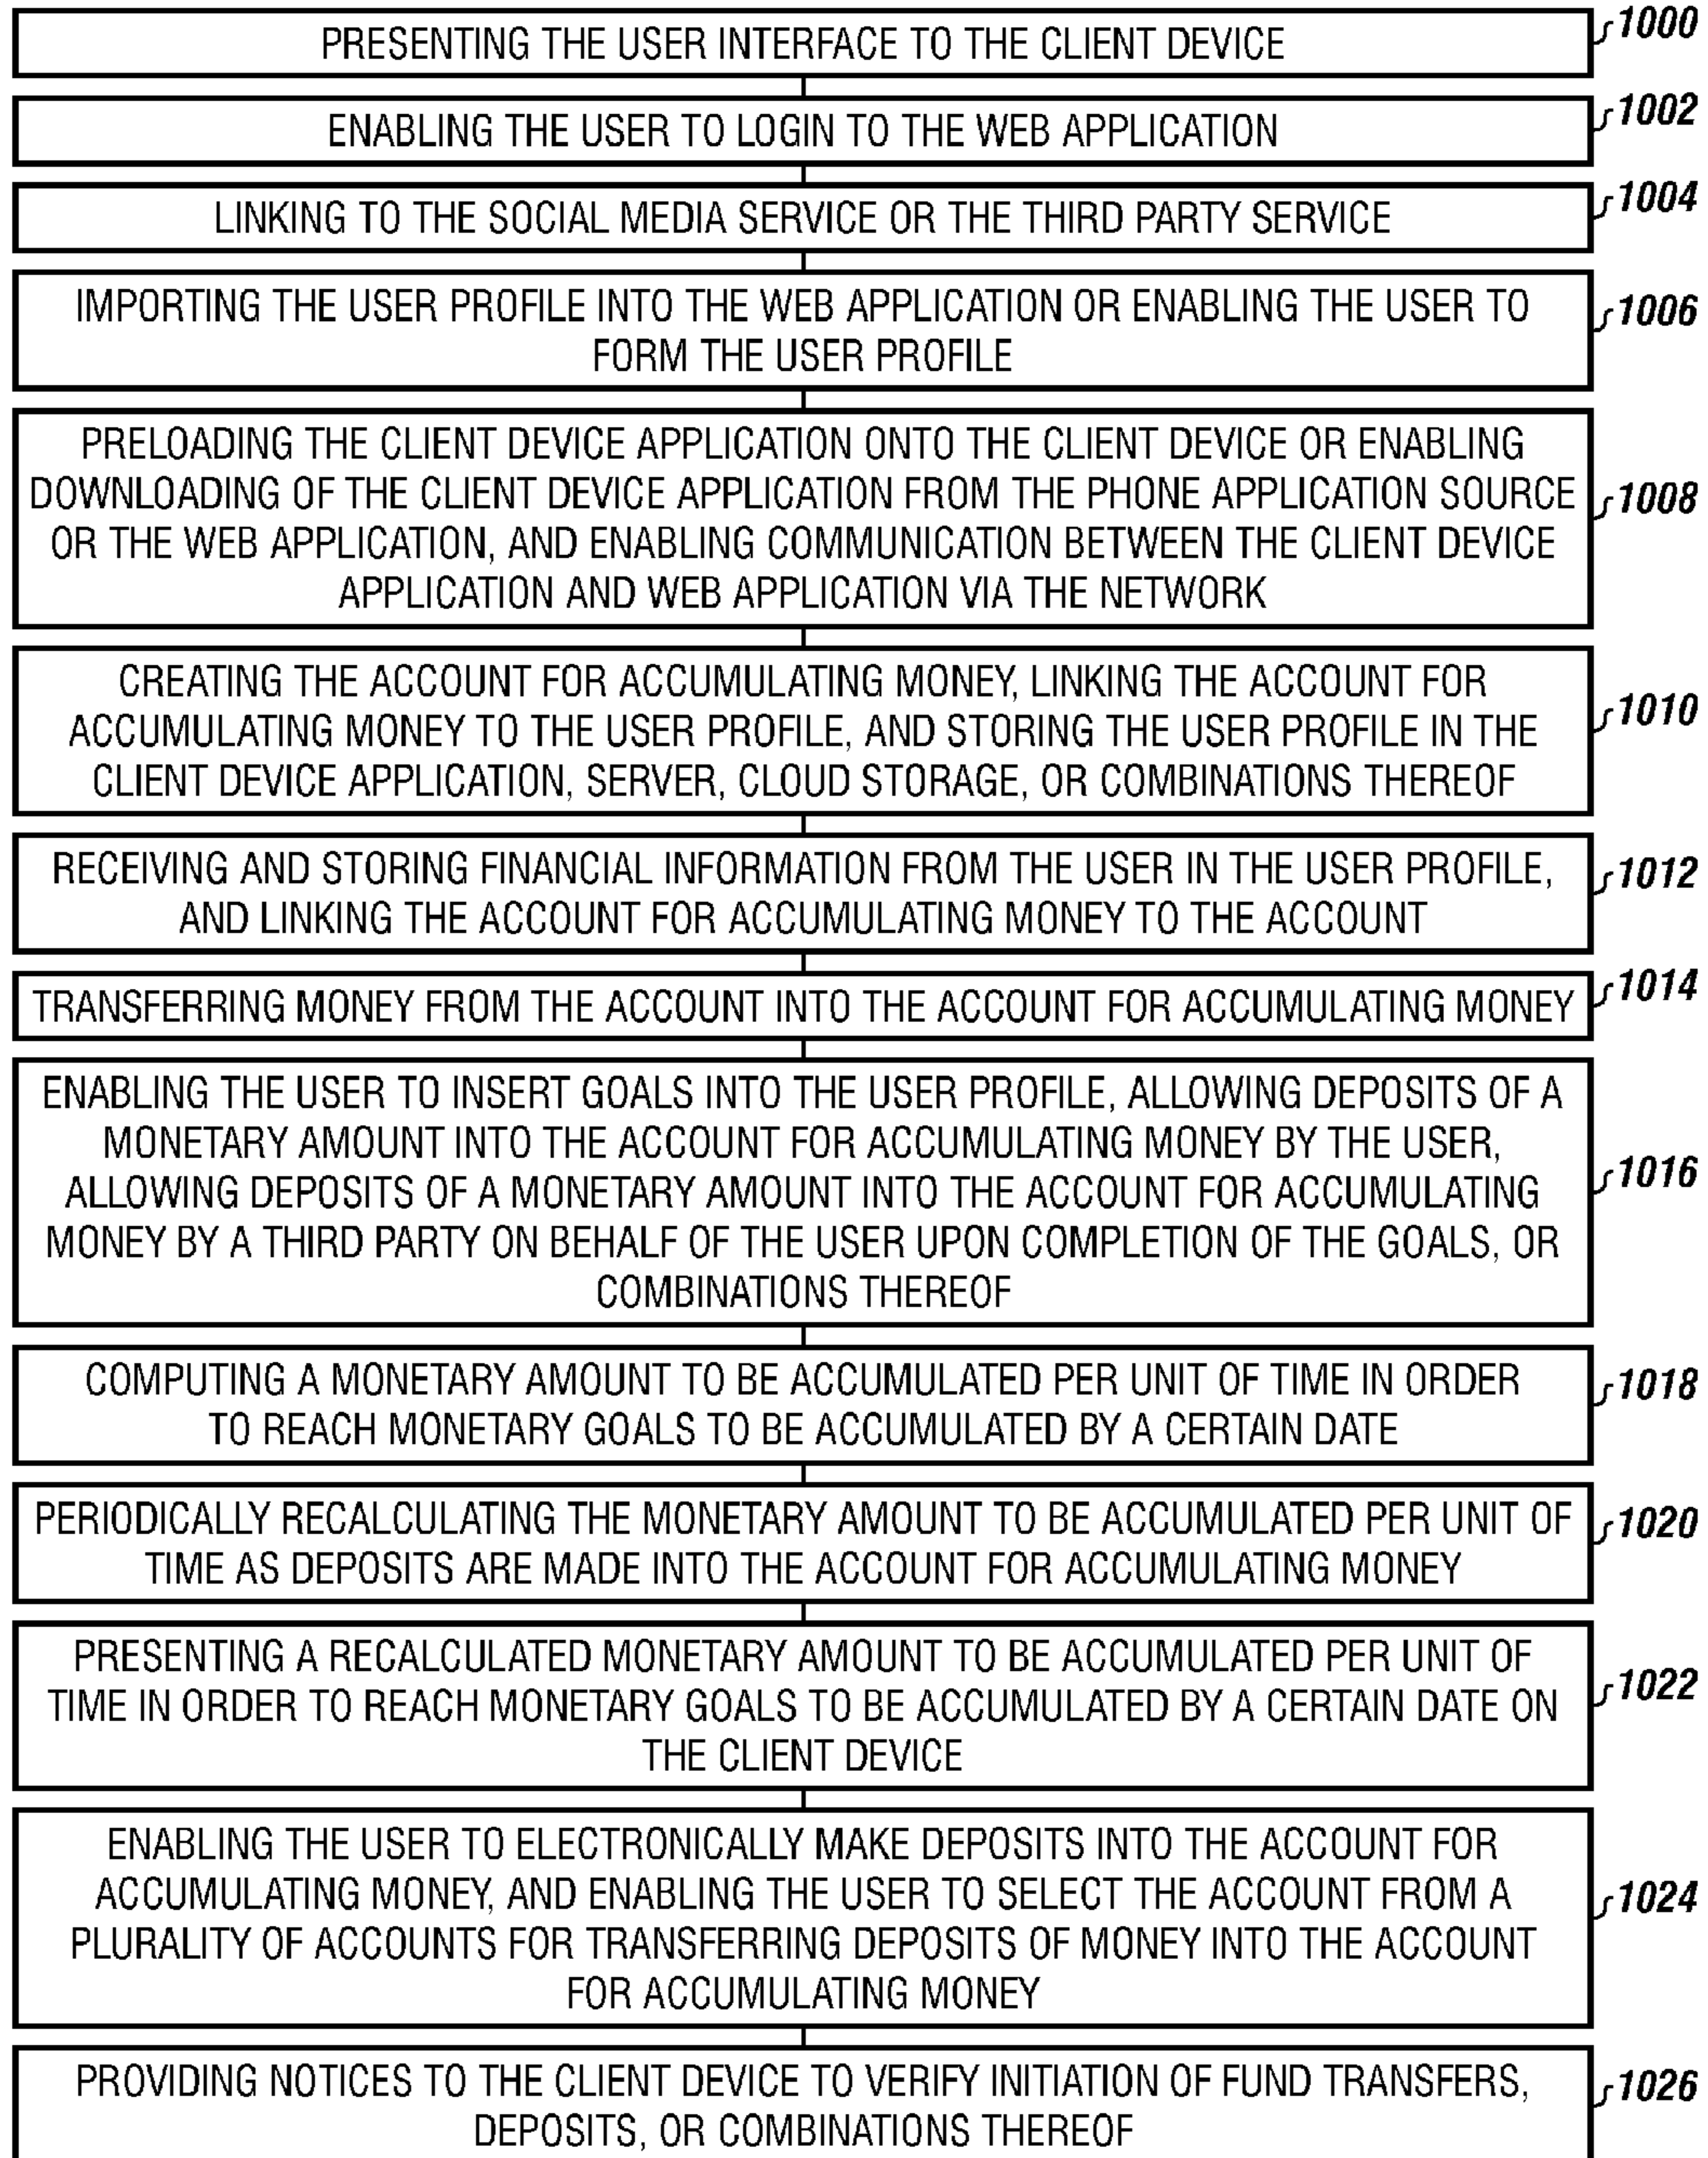 PRESENTING THE USER INTERFACE TO THE CLIENT DEVICE
1000
ENABLING THE USER TO LOGIN TO THE WEB APPLICATION
1002
LINKING TO THE SOCIAL MEDIA SERVICE OR THE THIRD PARTY SERVICE
1004
IMPORTING THE USER PROFILE INTO THE WEB APPLICATION OR ENABLING THE USER TO
FORM THE USER PROFILE
1006
PRELOADING THE CLIENT DEVICE APPLICATION ONTO THE CLIENT DEVICE OR ENABLING
DOWNLOADING OF THE CLIENT DEVICE APPLICATION FROM THE PHONE APPLICATION SOURCE
OR THE WEB APPLICATION, AND ENABLING COMMUNICATION BETWEEN THE CLIENT DEVICE
APPLICATION AND WEB APPLICATION VIA THE NETWORK
1008
CREATING THE ACCOUNT FOR ACCUMULATING MONEY, LINKING THE ACCOUNT FOR
ACCUMULATING MONEY TO THE USER PROFILE, AND STORING THE USER PROFILE IN THE
CLIENT DEVICE APPLICATION, SERVER, CLOUD STORAGE, OR COMBINATIONS THEREOF
1010
RECEIVING AND STORING FINANCIAL INFORMATION FROM THE USER IN THE USER PROFILE,
AND LINKING THE ACCOUNT FOR ACCUMULATING MONEY TO THE ACCOUNT
1012
TRANSFERRING MONEY FROM THE ACCOUNT INTO THE ACCOUNT FOR ACCUMULATING MONEY
1014
ENABLING THE USER TO INSERT GOALS INTO THE USER PROFILE, ALLOWING DEPOSITS OF A
MONETARY AMOUNT INTO THE ACCOUNT FOR ACCUMULATING MONEY BY THE USER,
ALLOWING DEPOSITS OF A MONETARY AMOUNT INTO THE ACCOUNT FOR ACCUMULATING
MONEY BY A THIRD PARTY ON BEHALF OF THE USER UPON COMPLETION OF THE GOALS, OR
COMBINATIONS THEREOF
1016
COMPUTING A MONETARY AMOUNT TO BE ACCUMULATED PER UNIT OF TIME IN ORDER
TO REACH MONETARY GOALS TO BE ACCUMULATED BY A CERTAIN DATE
1018
PERIODICALLY RECALCULATING THE MONETARY AMOUNT TO BE ACCUMULATED PER UNIT OF
TIME AS DEPOSITS ARE MADE INTO THE ACCOUNT FOR ACCUMULATING MONEY
1020
PRESENTING A RECALCULATED MONETARY AMOUNT TO BE ACCUMULATED PER UNIT OF
TIME IN ORDER TO REACH MONETARY GOALS TO BE ACCUMULATED BY A CERTAIN DATE ON
THE CLIENT DEVICE
1022
ENABLING THE USER TO ELECTRONICALLY MAKE DEPOSITS INTO THE ACCOUNT FOR
ACCUMULATING MONEY, AND ENABLING THE USER TO SELECT THE ACCOUNT FROM A
PLURALITY OF ACCOUNTS FOR TRANSFERRING DEPOSITS OF MONEY INTO THE ACCOUNT
FOR ACCUMULATING MONEY
1024
PROVIDING NOTICES TO THE CLIENT DEVICE TO VERIFY INITIATION OF FUND TRANSFERS,
DEPOSITS, OR COMBINATIONS THEREOF
1026